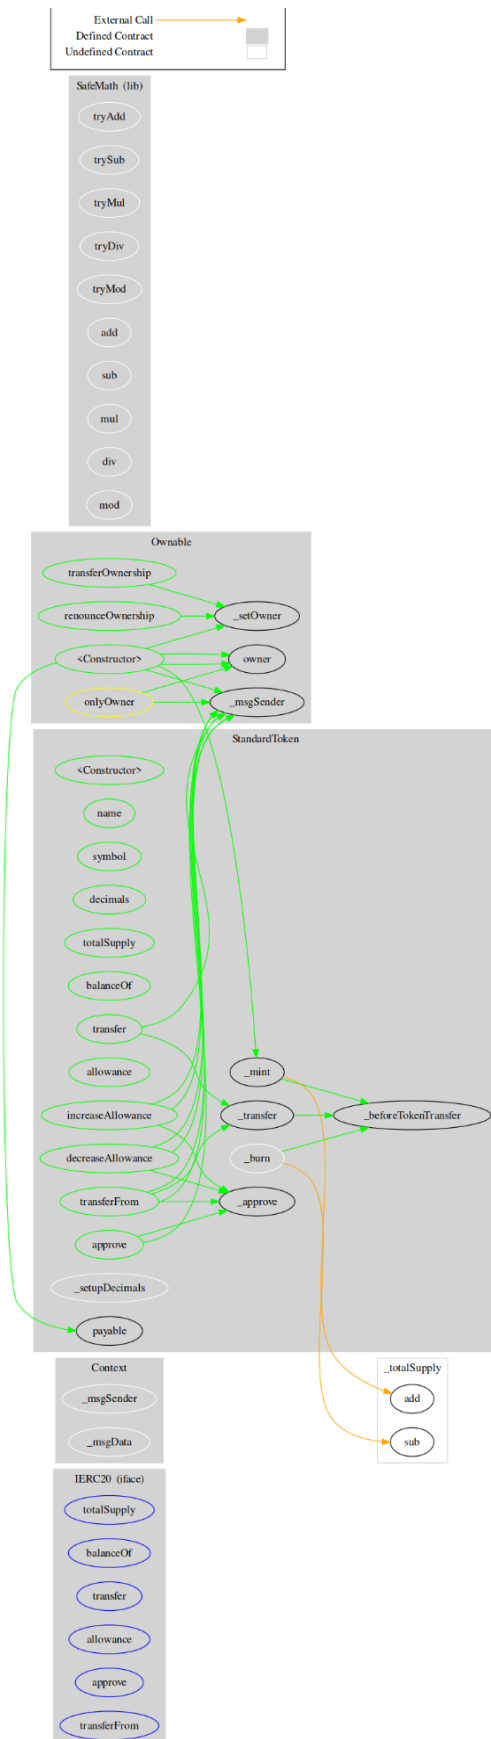 External Call
Defined Contract
Undefined Contract
SafeMath (lib)
tryAdd
trySub
tryMul
tryDiv
tryMod
add
sub
mul
div
mod
Ownable
transferOwnership
renounceOwnership
_setOwner
<Constructor>
owner
onlyOwner
_msgSender
StandardToken
<Constructor>
name
symbol
decimals
totalSupply
balanceOf
transfer
allowance
_mint
increaseAllowance
_transfer
_beforeTokenTransfer
decreaseAllowance
_burn
transferFrom
_approve
approve
_setupDecimals
payable
Context
_totalSupply
_msgSender
add
_msgData
sub
IERC20 (iface)
totalSupply
balanceOf
transfer
allowance
approve
transferFrom